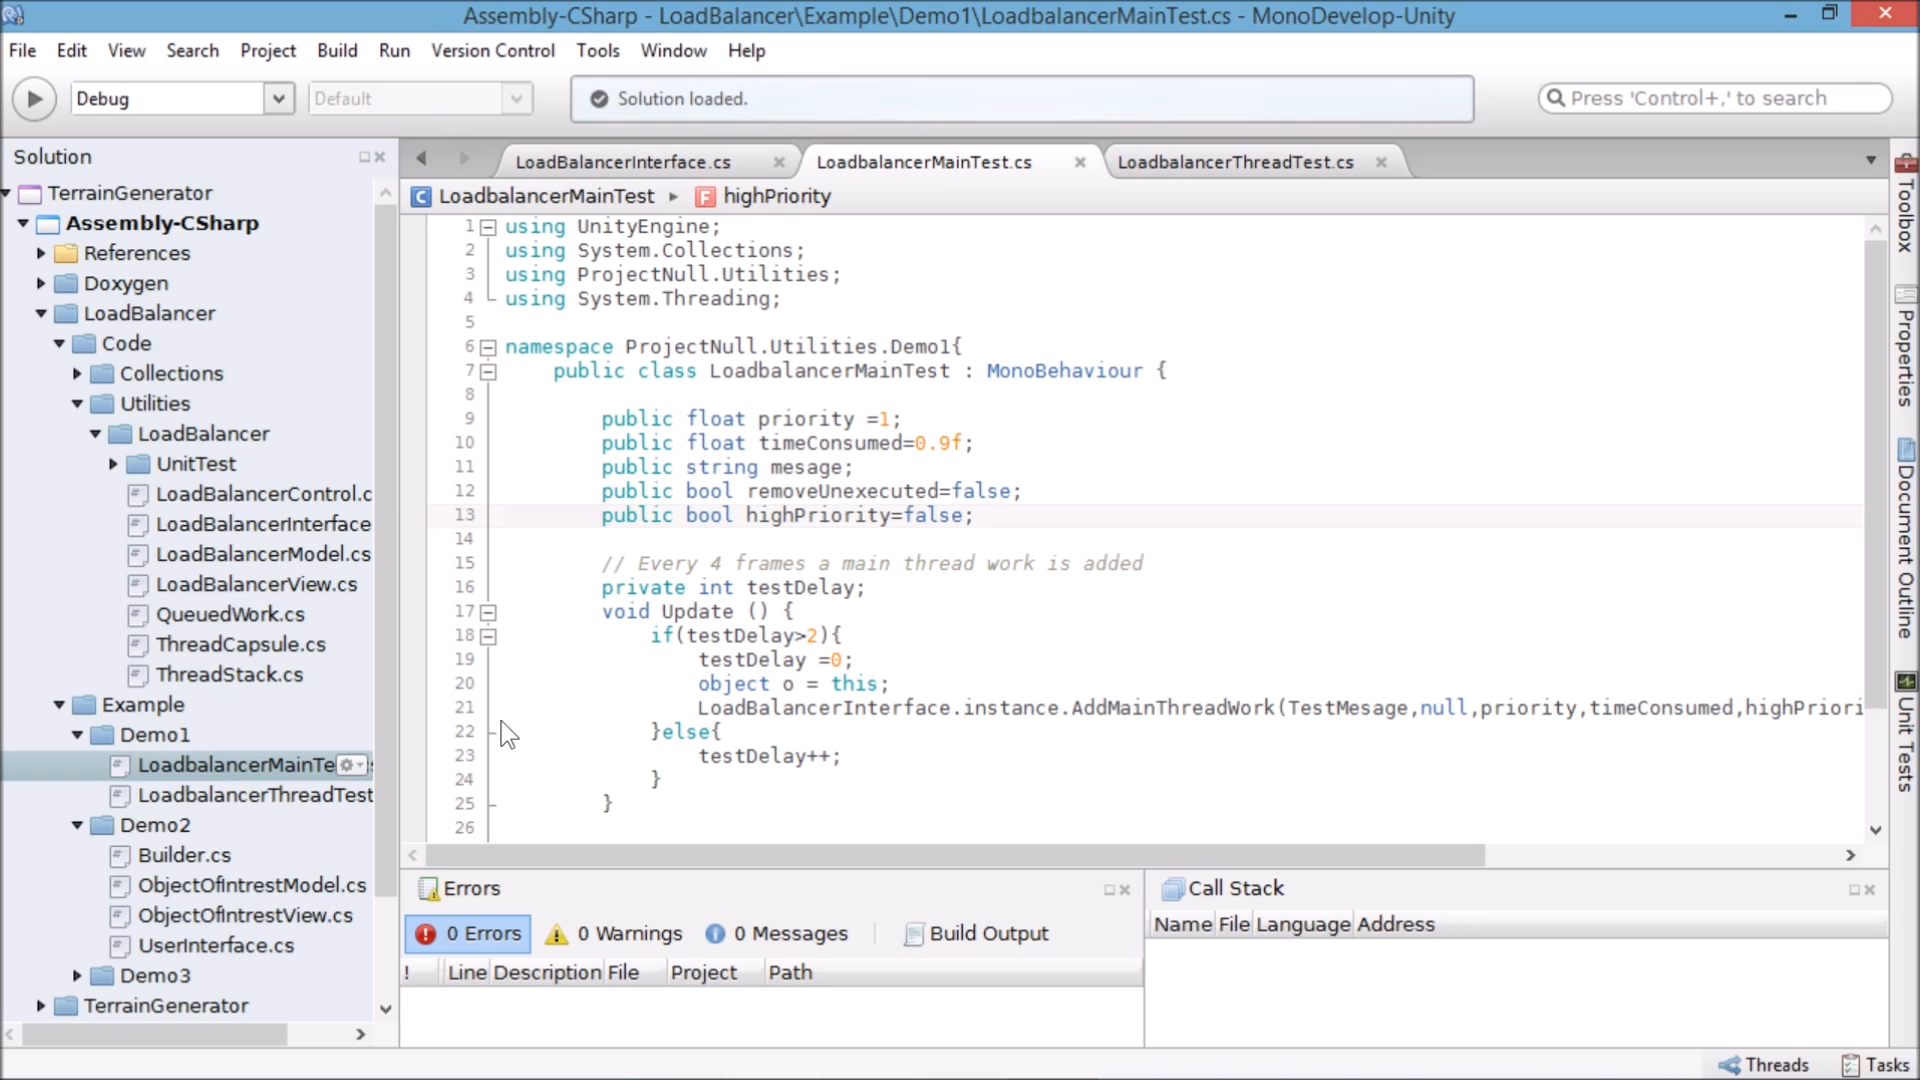 Assembly-CSharp - LoadBalancer\Example\Demo1\LoadbalancerMainTest.cs - MonoDevelop-Unity
File Edit View Search Project Build Run Version Control Tools Window Help
Debug Default Solution loaded. Press 'Control+,' to search
Solution
TerrainGenerator
Assembly-CSharp
References
Doxygen
LoadBalancer
Code
Collections
Utilities
LoadBalancer
UnitTest
LoadBalancerControl.c
LoadBalancerInterface
LoadBalancerModel.cs
LoadBalancerView.cs
QueuedWork.cs
ThreadCapsule.cs
ThreadStack.cs
Example
Demo1
LoadbalancerMainTe
LoadbalancerThreadTest
Demo2
Builder.cs
ObjectOfIntrestModel.cs
ObjectOfIntrestView.cs
UserInterface.cs
Demo3
TerrainGenerator
LoadBalancerInterface.cs LoadbalancerMainTest.cs LoadbalancerThreadTest.cs
LoadbalancerMainTest highPriority
1 using UnityEngine;
2 using System.Collections;
3 using ProjectNull.Utilities;
4 using System.Threading;
5
6 namespace ProjectNull.Utilities.Demo1{
7 public class LoadbalancerMainTest : MonoBehaviour {
8
9 public float priority =1;
10 public float timeConsumed=0.9f;
11 public string mesage;
12 public bool removeUnexecuted=false;
13 public bool highPriority=false;
14
15 // Every 4 frames a main thread work is added
16 private int testDelay;
17 void Update () {
18 if(testDelay>2){
19 testDelay =0;
20 object o = this;
21 LoadBalancerInterface.instance.AddMainThreadWork(TestMesage,null,priority,timeConsumed,highPriori
22 }else{
23 testDelay++;
24 }
25 }
26
Errors
0 Errors 0 Warnings 0 Messages Build Output
! Line Description File Project Path
Call Stack
Name File Language Address
Toolbox
Properties
Document Outline
Unit Tests
Threads Tasks